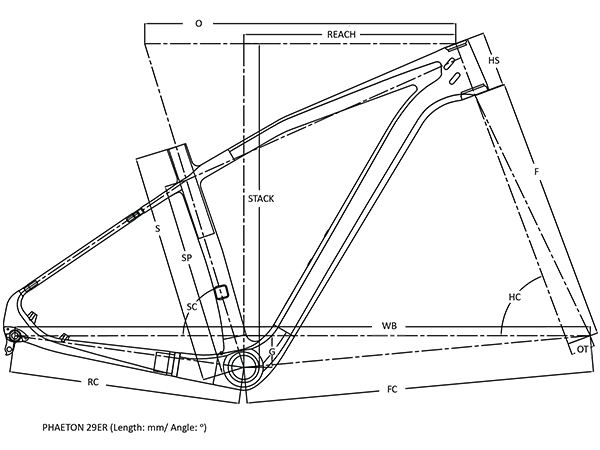 O
REACH
HS
F
STACK
S
SP
SC
HC
WB
G
OT
RC
FC
PHAETON 29ER (Length: mm/ Angle: °)